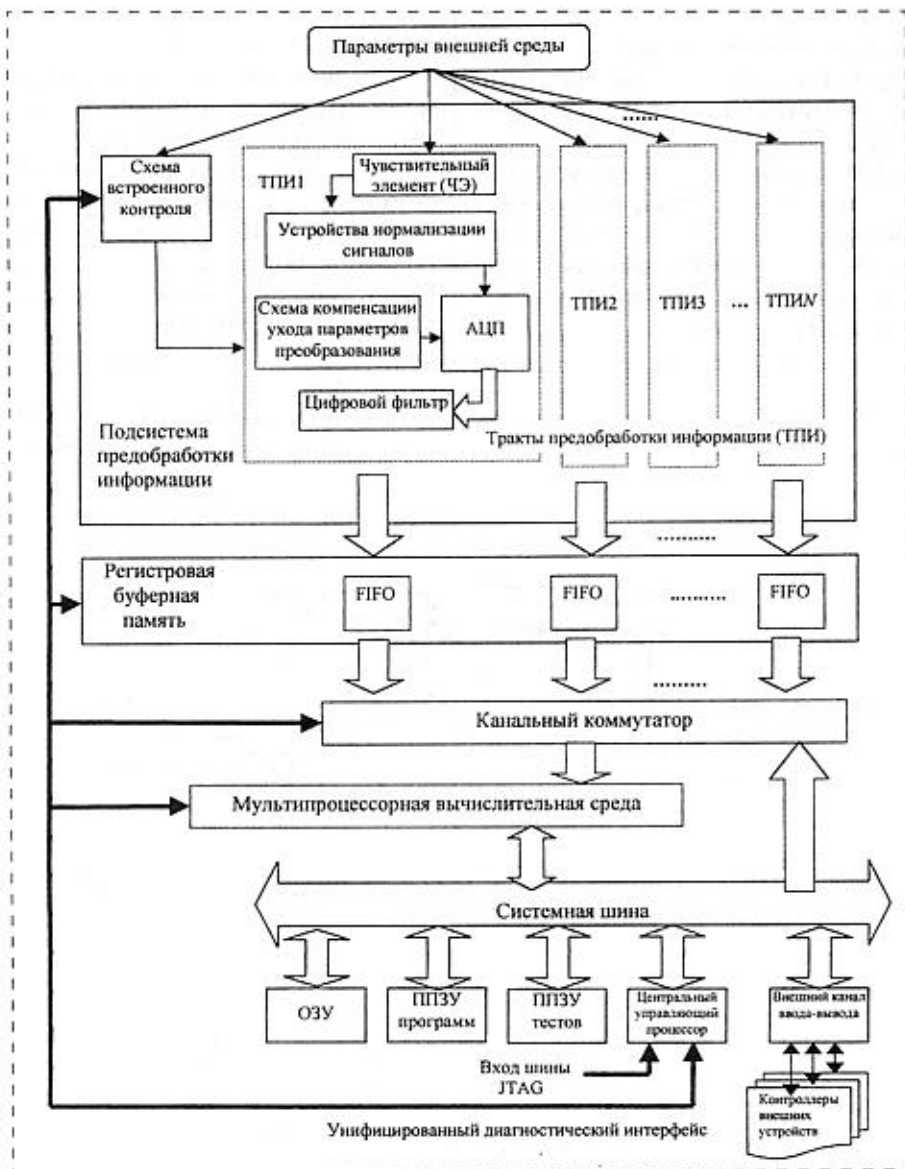 Параметры внешней среды
......
Схема
встроенного
контроля
ТПИ1
Чувствительный
элемент (ЧЭ)
Устройства нормализации
сигналов
Схема компенсации
ухода параметров
преобразования
АЦП
Цифровой фильтр
ТПИ2
ТПИ3
...
ТПИN
Тракты предобработки информации (ТПИ)
Подсистема
предобработки
информации
..........
Регистровая
буферная
память
FIFO
FIFO
..........
FIFO
.........
Канальный коммутатор
Мультипроцессорная вычислительная среда
Системная шина
ОЗУ
ППЗУ
программ
ППЗУ
тестов
Центральный
управляющий
процессор
Внешний канал
ввода-вывода
Вход шины
JTAG
Контроллеры
внешних
устройств
Унифицированный диагностический интерфейс